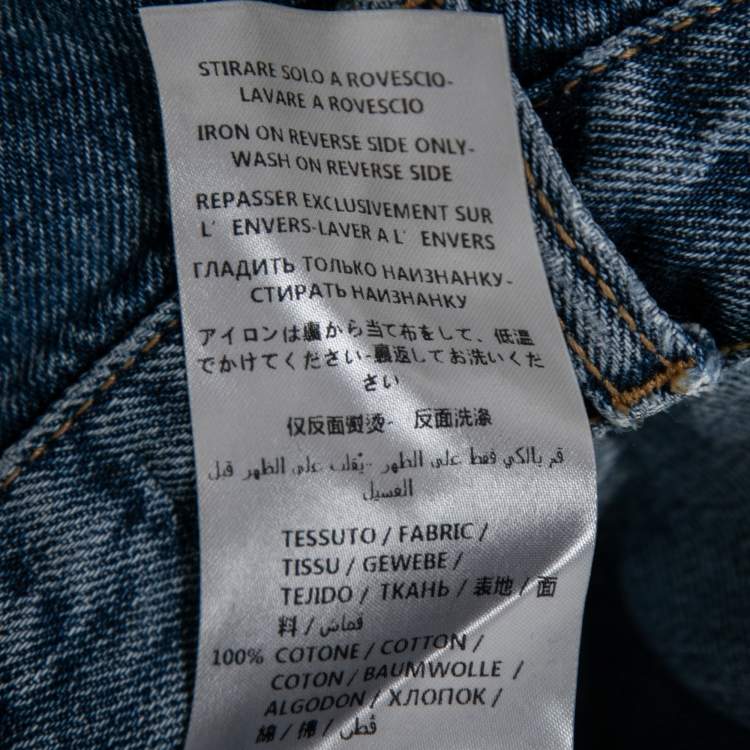 STIRARE SOLO A ROVESCIO-
LAVARE A ROVESCIO
IRON ON REVERSE SIDE ONLY-
WASH ON REVERSE SIDE
REPASSER EXCLUSIVEMENT SUR
L' ENVERS-LAVER A L' ENVERS
ГЛАДИТЬ ТОЛЬКО НАИЗНАНКУ-
СТИРАТЬ НАИЗНАНКУ
アイロンは裏から当て布をして、低温
でかけてください-裏返してお洗いくだ
さい
仅反面熨烫- 反面洗涤
قم بالكي فقط على الظهر -يُقلب على الظهر قبل
الغسيل
TESSUTO / FABRIC /
TISSU / GEWEBE /
TEJIDO / ТКАНЬ / 表地 / 面
料 / قماش
100% COTONE / COTTON /
COTON / BAUMWOLLE /
ALGODON / ХЛОПОК /
綿 / 棉 / قطن